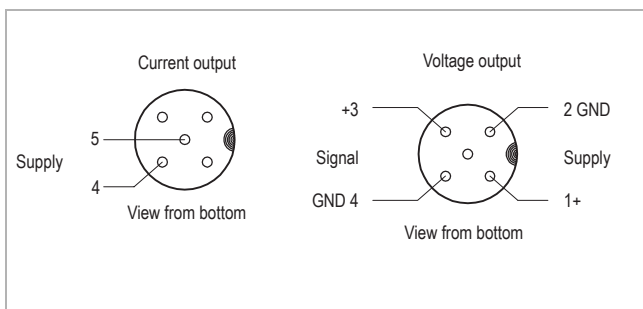 Current output
5
Supply
4
View from bottom
Voltage output
+3
2 GND
Signal
Supply
GND 4
1+
View from bottom